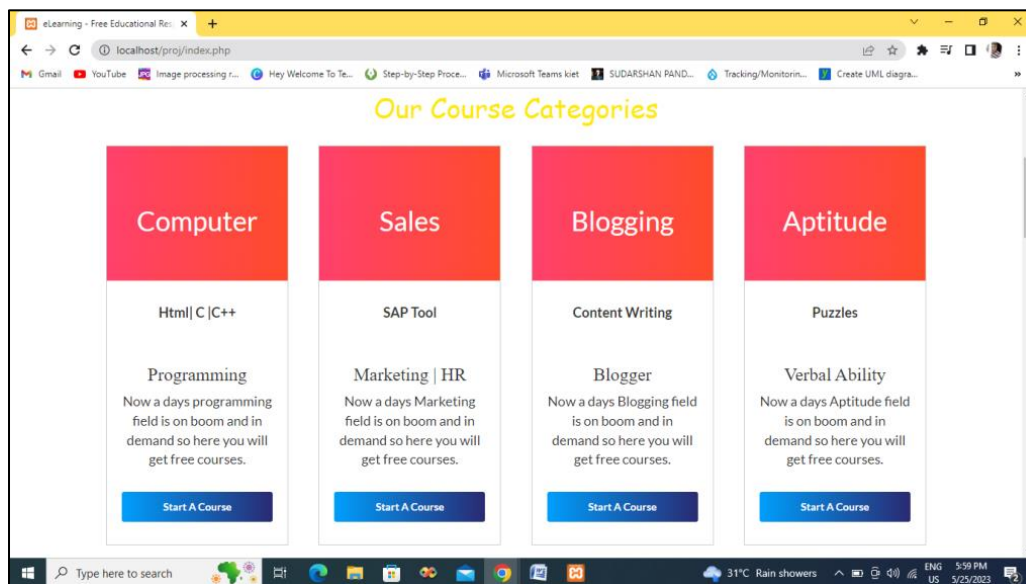 eLearning - Free Educational Res
localhost/proj/index.php
Gmail
YouTube
Image processing r...
Hey Welcome To Te...
Step-by-Step Proce...
Microsoft Teams kiet
SUDARSHAN PAND...
Tracking/Monitorin...
Create UML diagra...
»
Our Course Categories
Computer
Html| C |C++
Programming
Now a days programming
field is on boom and in
demand so here you will
get free courses.
Start A Course
Sales
SAP Tool
Marketing | HR
Now a days Marketing
field is on boom and in
demand so here you will
get free courses.
Start A Course
Blogging
Content Writing
Blogger
Now a days Blogging field
is on boom and in
demand so here you will
get free courses.
Start A Course
Aptitude
Puzzles
Verbal Ability
Now a days Aptitude field
is on boom and in
demand so here you will
get free courses.
Start A Course
Type here to search
31°C Rain showers
ENG
US
5:59 PM
5/25/2023